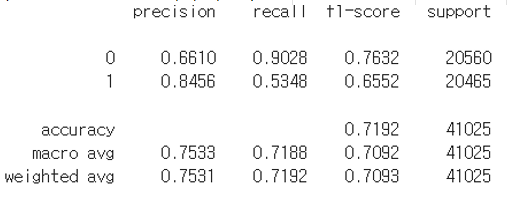 precision recall f1-score support
0 0.6610 0.9028 0.7632 20560
1 0.8456 0.5348 0.6552 20465
accuracy 0.7192 41025
macro avg 0.7533 0.7188 0.7092 41025
weighted avg 0.7531 0.7192 0.7093 41025